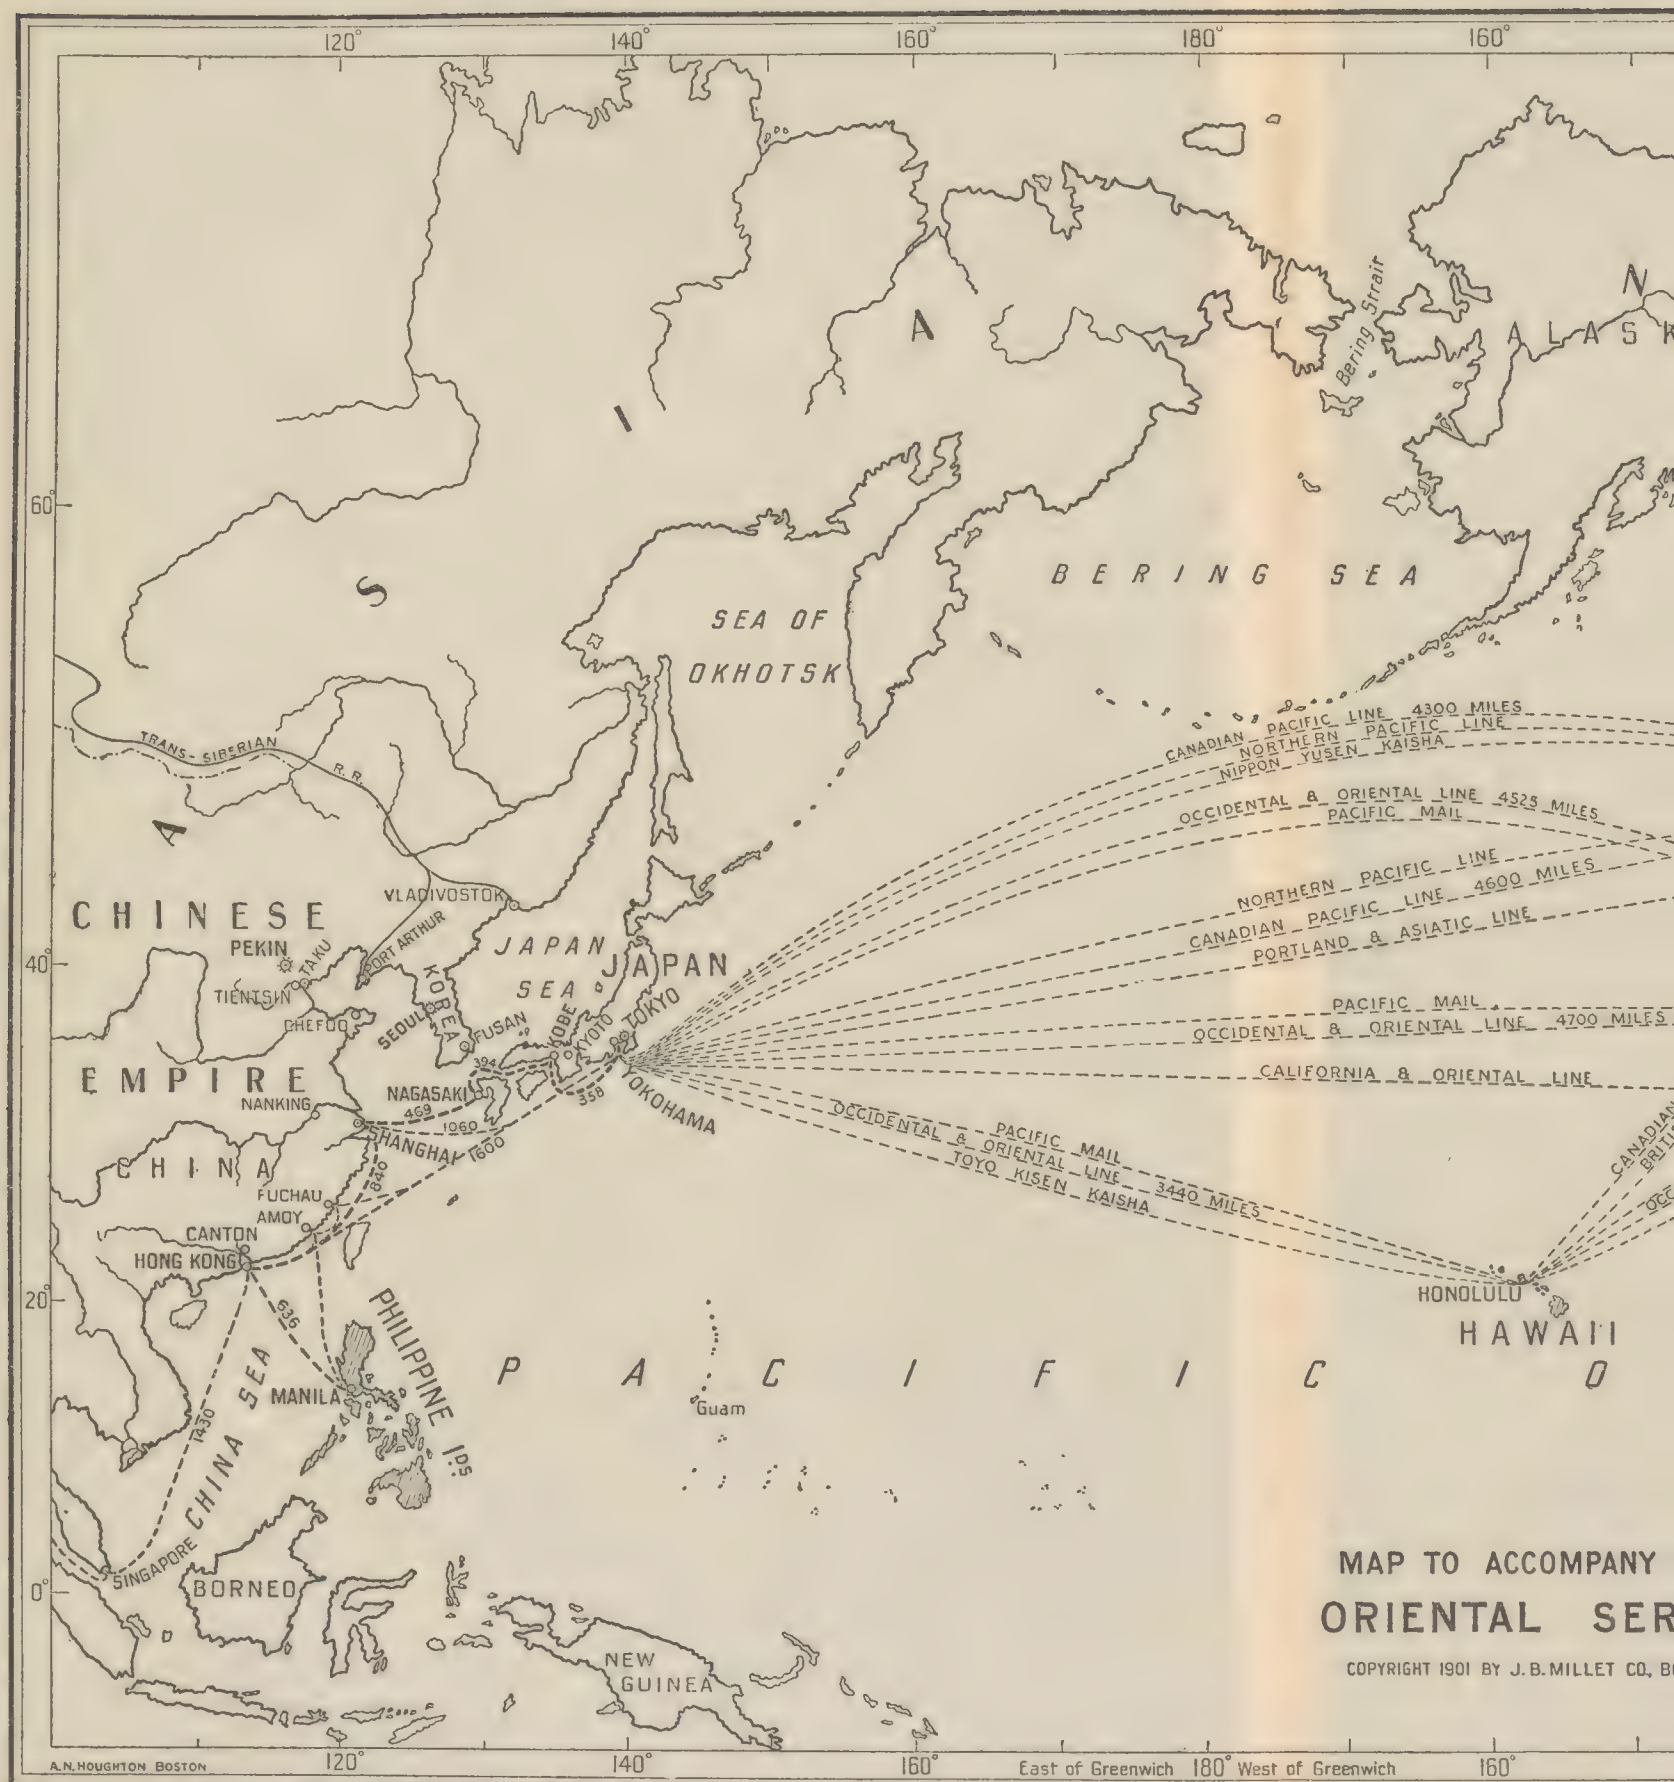 120° 140° 160° 180° 160°
N
Bering Strait
ALASK
A
I
60°
S
BERING SEA
SEA OF
OKHOTSK
CANADIAN PACIFIC LINE 4300 MILES
NORTHERN PACIFIC LINE
NIPPON YUSEN KAISHA
TRANS-SIBERIAN R.R.
OCCIDENTAL & ORIENTAL LINE 4525 MILES
PACIFIC MAIL
A
NORTHERN PACIFIC LINE
CANADIAN PACIFIC LINE 4600 MILES
PORTLAND & ASIATIC LINE
VLADIVOSTOK
CHINESE
PEKIN
TAKU
PORT ARTHUR
JAPAN
SEA
JAPAN
40°
TIENTSIN
CHEFOO
KOREA
SEOUL
FUSAN
KOBE
KYOTO
TOKYO
PACIFIC MAIL
OCCIDENTAL & ORIENTAL LINE 4700 MILES
EMPIRE
394
CALIFORNIA & ORIENTAL LINE
NAGASAKI
NANKING
469
358
YOKOHAMA
1060
SHANGHAI
1600
840
PACIFIC MAIL
OCCIDENTAL & ORIENTAL LINE 3440 MILES
TOYO KISEN KAISHA
CANADIAN
BRITI
OCC
CHINA
FUCHAU
AMOY
CANTON
HONG KONG
20°
636
HONOLULU
HAWAII
PHILIPPINE IDS.
PACIFIC O
MANILA
Guam
1430
CHINA SEA
SINGAPORE
BORNEO
0°
NEW
GUINEA
MAP TO ACCOMPANY
ORIENTAL SER
COPYRIGHT 1901 BY J.B. MILLET CO., BO
A.N. HOUGHTON BOSTON
120° 140° 160° East of Greenwich 180° West of Greenwich 160°